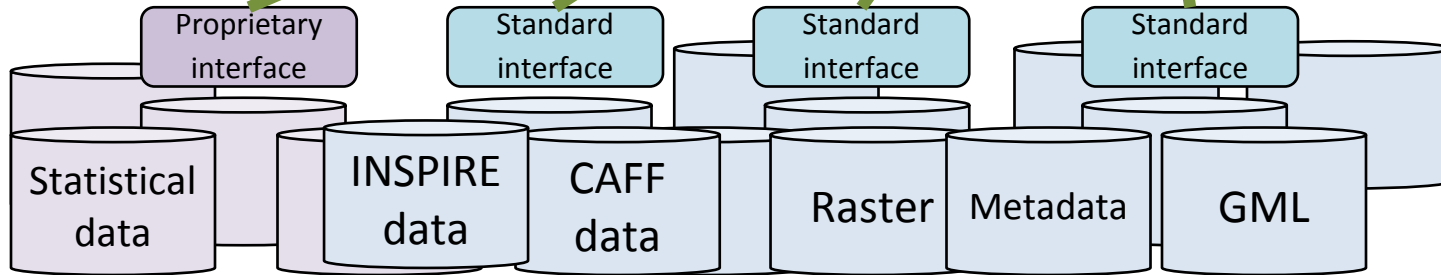 Proprietary
interface
Standard
interface
Standard
interface
Standard
interface
Statistical
data
INSPIRE
data
CAFF
data
Raster
Metadata
GML